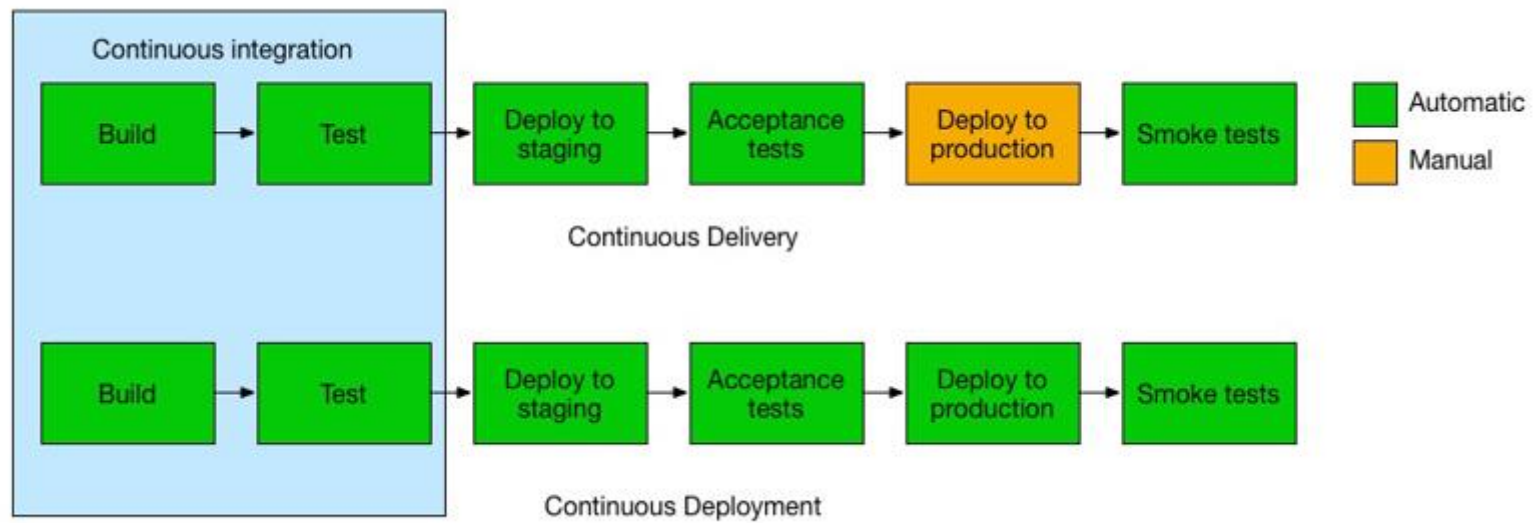 Continuous integration
Build
Test
Deploy to
staging
Acceptance
tests
Deploy to
production
Smoke tests
Automatic
Manual
Continuous Delivery
Build
Test
Deploy to
staging
Acceptance
tests
Deploy to
production
Smoke tests
Continuous Deployment